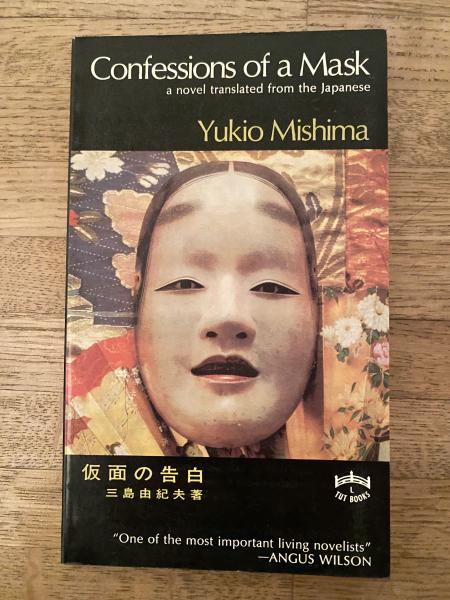 Confessions of a Mask
a novel translated from the Japanese
Yukio Mishima
仮面の告白
三島由紀夫著
L
TUT BOOKS
"One of the most important living novelists"
—ANGUS WILSON